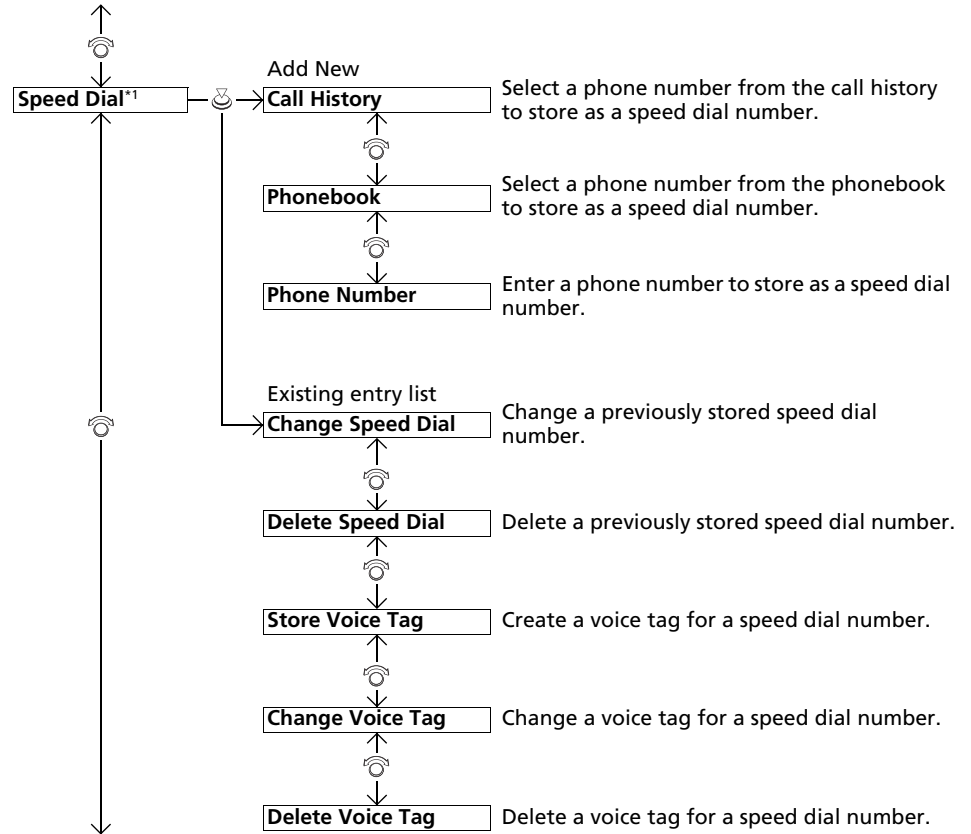 Add New
Speed Dial*1
Call History
Select a phone number from the call history
to store as a speed dial number.
Phonebook
Select a phone number from the phonebook
to store as a speed dial number.
Phone Number
Enter a phone number to store as a speed dial
number.
Existing entry list
Change Speed Dial
Change a previously stored speed dial
number.
Delete Speed Dial
Delete a previously stored speed dial number.
Store Voice Tag
Create a voice tag for a speed dial number.
Change Voice Tag
Change a voice tag for a speed dial number.
Delete Voice Tag
Delete a voice tag for a speed dial number.